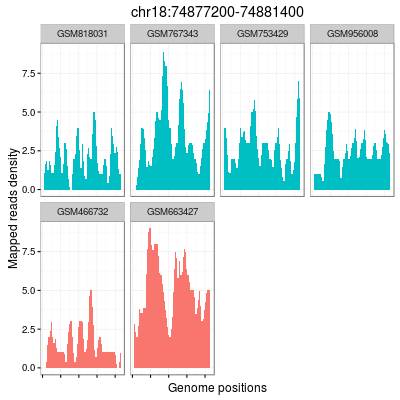 chr18:74877200-74881400
GSM818031 GSM767343 GSM753429 GSM956008
7.5
5.0
2.5
0.0
GSM466732 GSM663427
7.5
5.0
2.5
0.0
Mapped reads density
Genome positions